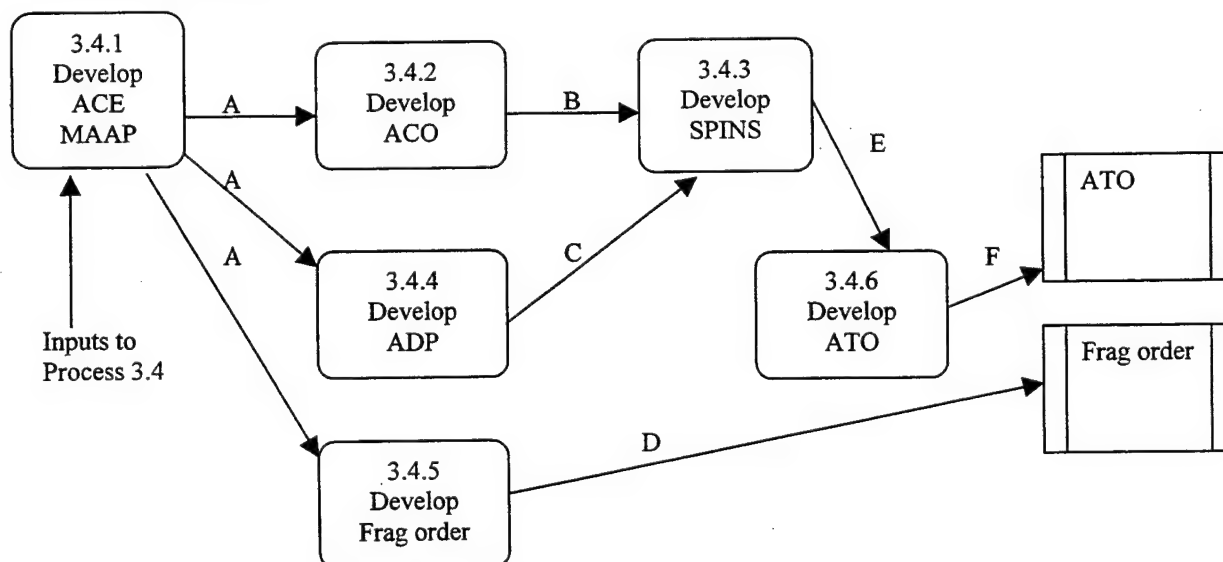 3.4.1
Develop
ACE
MAAP
A
3.4.2
Develop
ACO
B
3.4.3
Develop
SPINS
E
ATO
A
A
C
3.4.4
Develop
ADP
3.4.6
Develop
ATO
F
Inputs to
Process 3.4
Frag order
D
3.4.5
Develop
Frag order